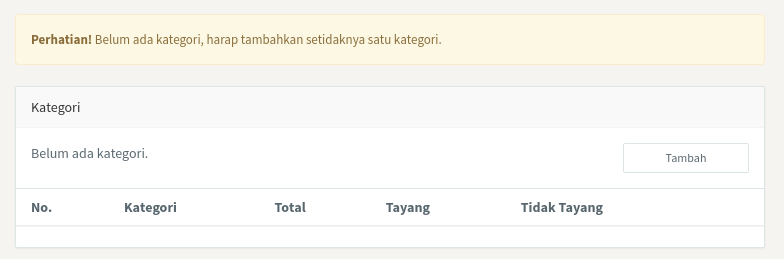 Perhatian! Belum ada kategori, harap tambahkan setidaknya satu kategori.
Kategori
Belum ada kategori.
Tambah
No. Kategori Total Tayang Tidak Tayang